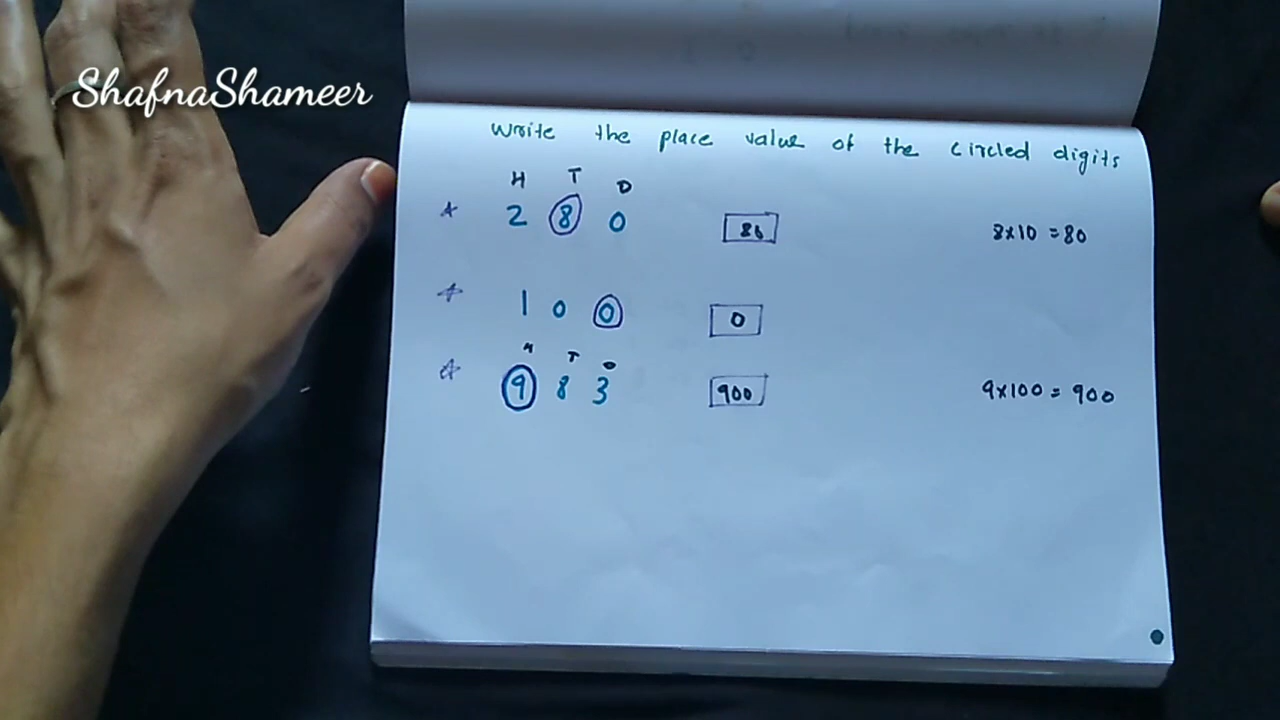 ShafnaShameer
Write the place value of the circled digits
H T O
2 8 0 80 8x10 = 80
1 0 0 0
H T O
9 8 3 900 9x100 = 900